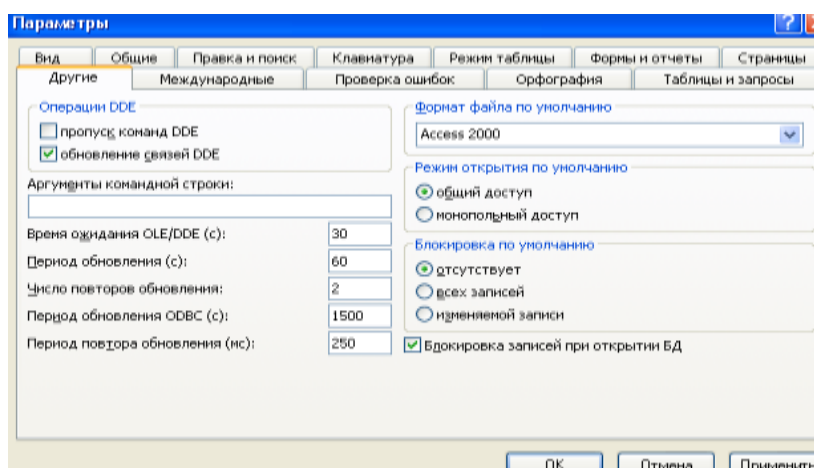 Параметры
Вид Общие Правка и поиск Клавиатура Режим таблицы Формы и отчеты Страницы
Другие Международные Проверка ошибок Орфография Таблицы и запросы
Операции DDE
пропуск команд DDE
обновление связей DDE
Аргументы командной строки:
Время ожидания OLE/DDE (с): 30
Период обновления (с): 60
Число повторов обновления: 2
Период обновления ODBC (с): 1500
Период повтора обновления (мс): 250
Формат файла по умолчанию
Access 2000
Режим открытия по умолчанию
общий доступ
монопольный доступ
Блокировка по умолчанию
отсутствует
всех записей
изменяемой записи
Блокировка записей при открытии БД
ОК Отмена Применить